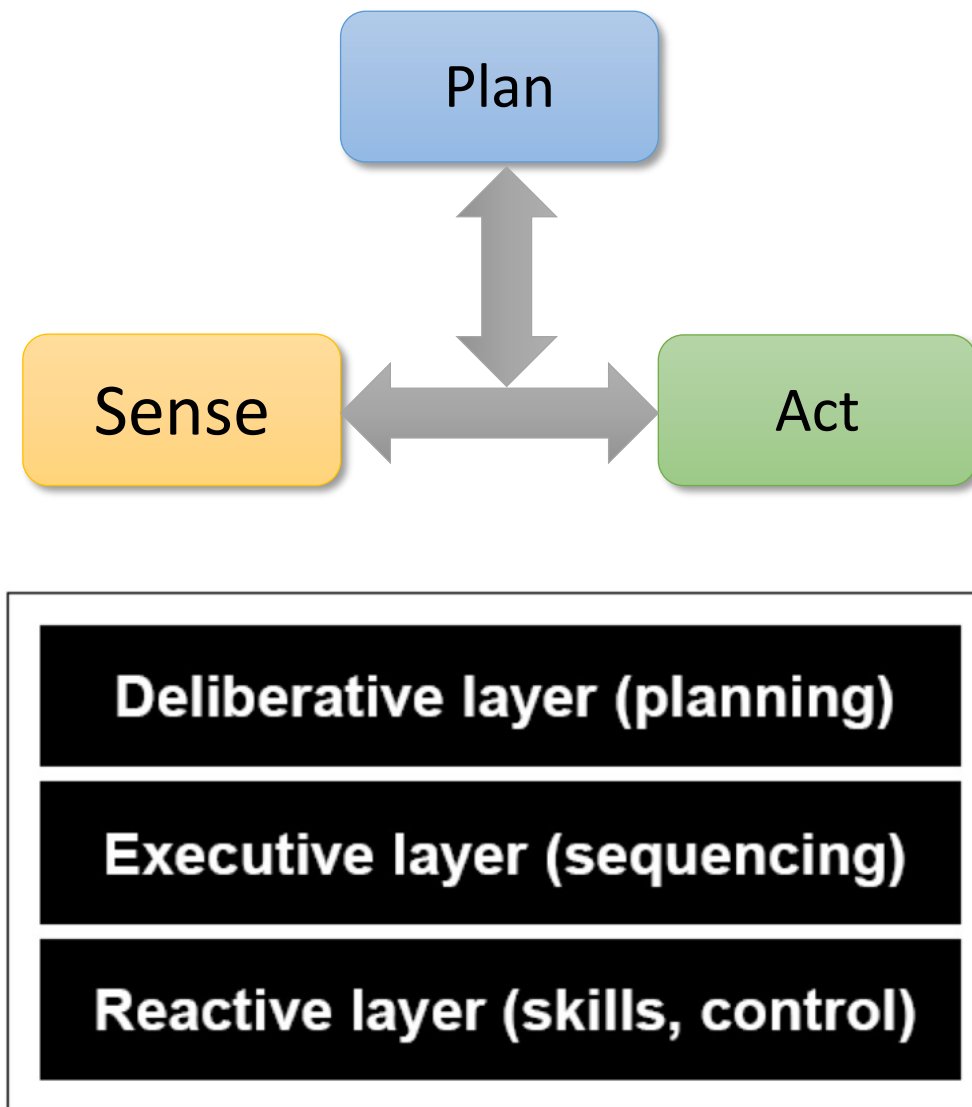 Plan
Sense
Act
Deliberative layer (planning)
Executive layer (sequencing)
Reactive layer (skills, control)